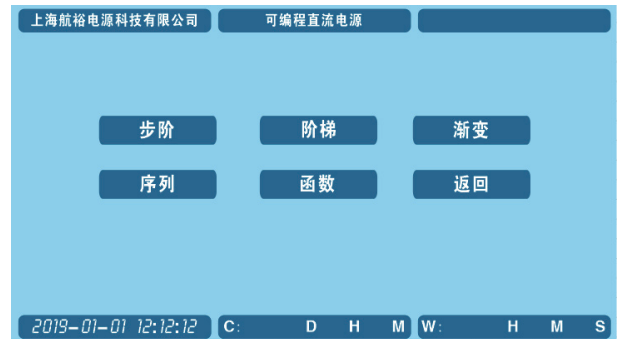 上海航裕电源科技有限公司 可编程直流电源
步阶 阶梯 渐变
序列 函数 返回
2019-01-01 12:12:12 C: D H M W: H M S